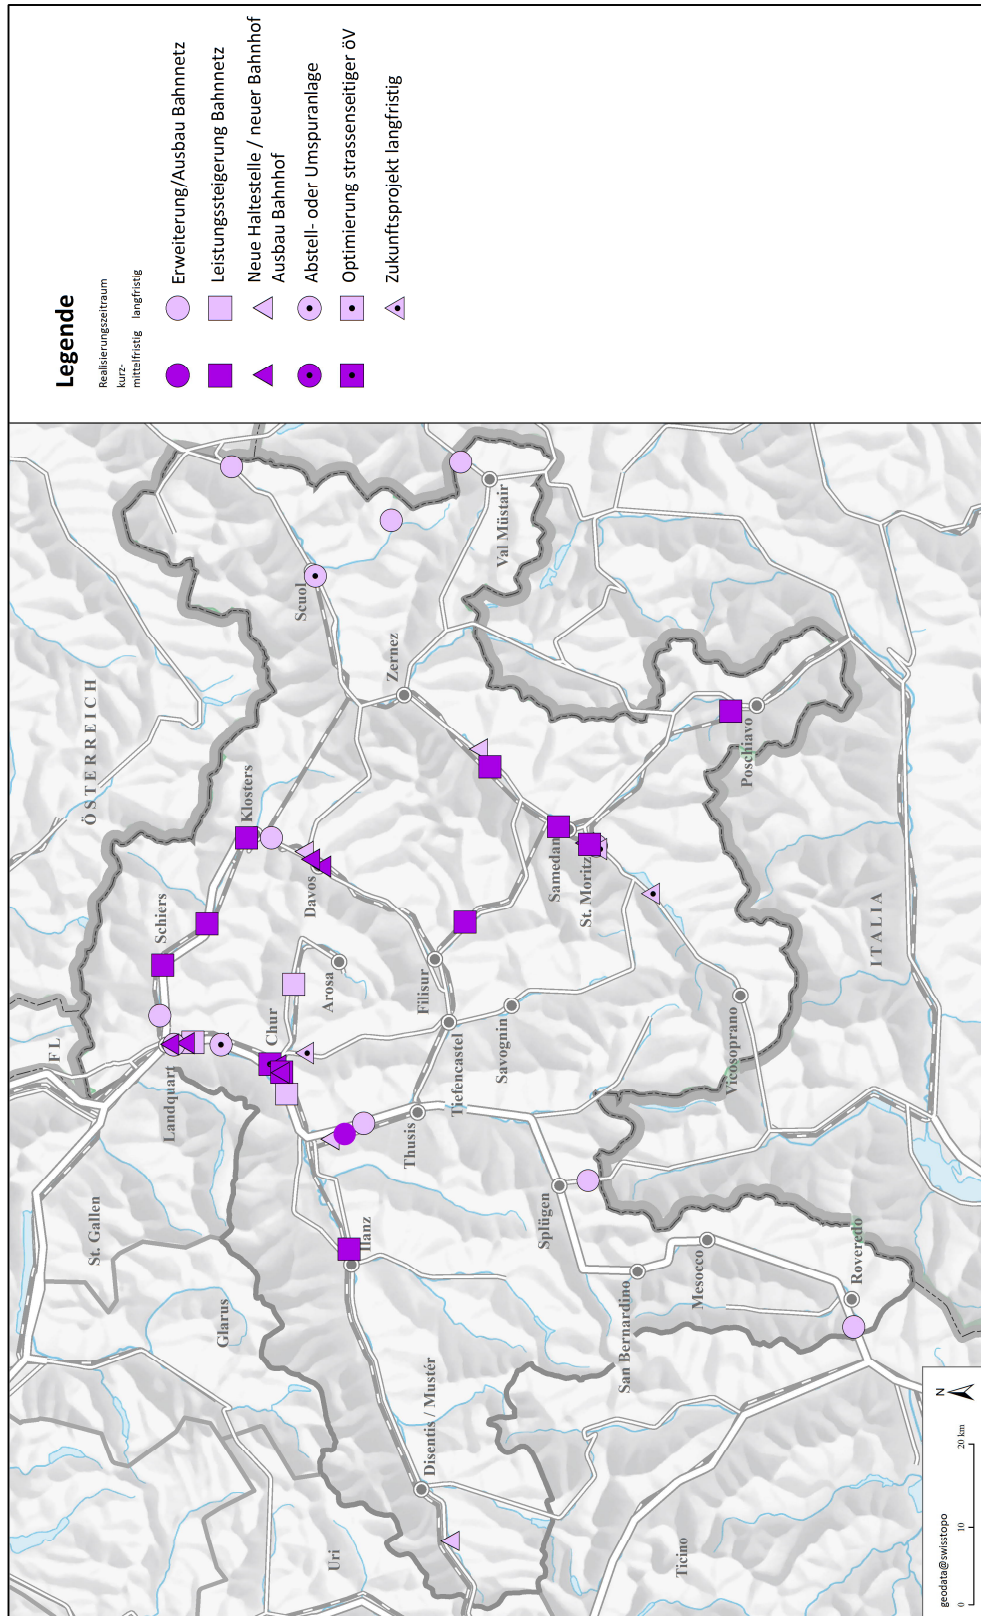 Legende
Realisierungszeitraum
kurz-
mittelfristig langfristig
Erweiterung/Ausbau Bahnnetz
Leistungssteigerung Bahnnetz
Neue Haltestelle / neuer Bahnhof
Ausbau Bahnhof
Abstell- oder Umspuranlage
Optimierung strassenseitiger öV
Zukunftsprojekt langfristig
ÖSTERREICH
FL
St. Gallen
Glarus
Uri
Ticino
ITALIA
Landquart
Schiers
Klosters
Scuol
Chur
Arosa
Davos
Zernez
Val Müstair
Ilanz
Disentis / Mustér
Thusis
Tiefencastel
Filisur
Savognin
Samedan
St. Moritz
Poschiavo
Vicosoprano
Splügen
San Bernardino
Mesocco
Roveredo
N
0 10 20 km
geodata@swisstopo